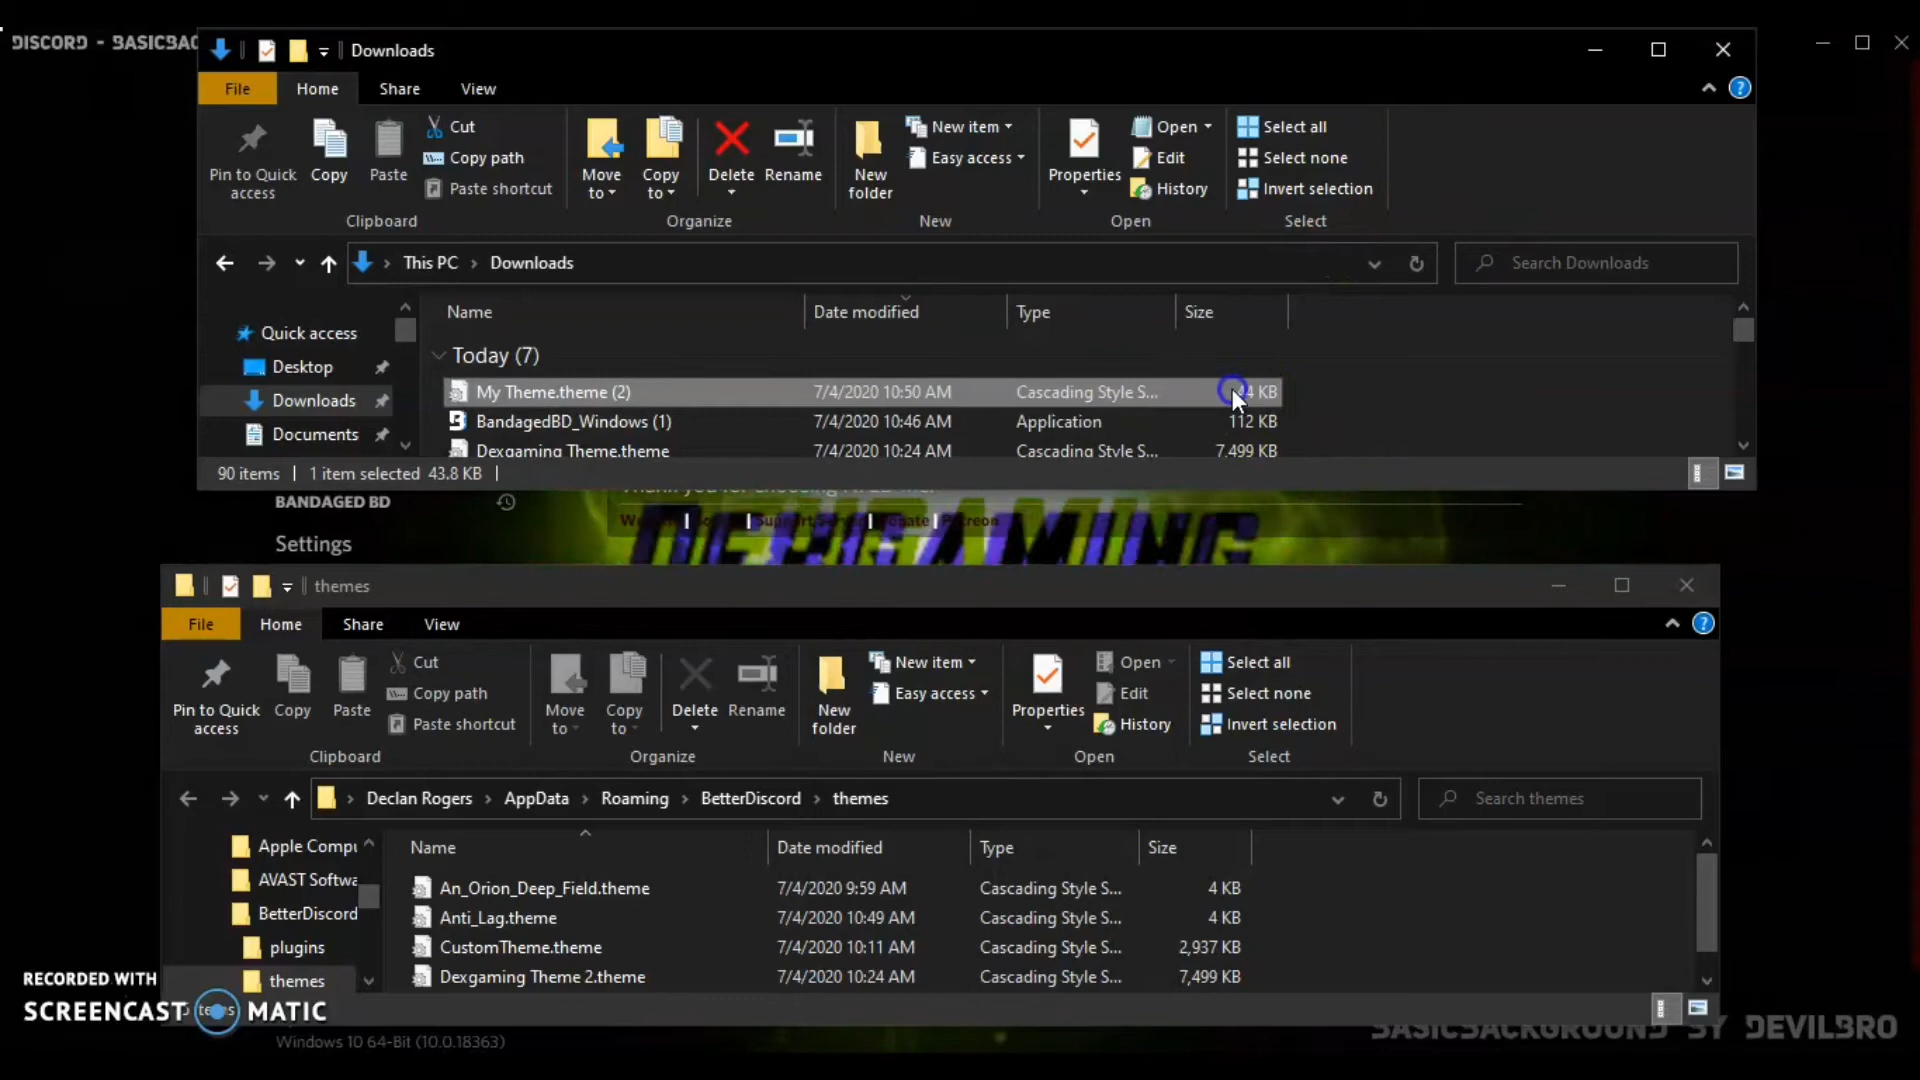 DISCORD - BASICBAC
Downloads
File Home Share View
Pin to Quick access
Copy
Paste
Cut
Copy path
Paste shortcut
Move to
Copy to
Delete
Rename
New folder
New item
Easy access
Properties
Open
Edit
History
Select all
Select none
Invert selection
Clipboard Organize New Open Select
This PC > Downloads
Search Downloads
Quick access
Desktop
Downloads
Documents
Name Date modified Type Size
Today (7)
My Theme.theme (2) 7/4/2020 10:50 AM Cascading Style S... 44 KB
BandagedBD_Windows (1) 7/4/2020 10:46 AM Application 112 KB
Dexgaming Theme.theme 7/4/2020 10:24 AM Cascading Style S... 7,499 KB
90 items 1 item selected 43.8 KB
BANDAGED BD
Settings
DEXGAMING
themes
File Home Share View
Pin to Quick access
Copy
Paste
Cut
Copy path
Paste shortcut
Move to
Copy to
Delete
Rename
New folder
New item
Easy access
Properties
Open
Edit
History
Select all
Select none
Invert selection
Clipboard Organize New Open Select
Declan Rogers > AppData > Roaming > BetterDiscord > themes
Search themes
Apple Compu
AVAST Softwa
BetterDiscord
plugins
themes
Name Date modified Type Size
An_Orion_Deep_Field.theme 7/4/2020 9:59 AM Cascading Style S... 4 KB
Anti_Lag.theme 7/4/2020 10:49 AM Cascading Style S... 4 KB
CustomTheme.theme 7/4/2020 10:11 AM Cascading Style S... 2,937 KB
Dexgaming Theme 2.theme 7/4/2020 10:24 AM Cascading Style S... 7,499 KB
RECORDED WITH
SCREENCAST MATIC
Windows 10 64-Bit (10.0.18363)
BASICBACKGROUND BY DEVILBRO